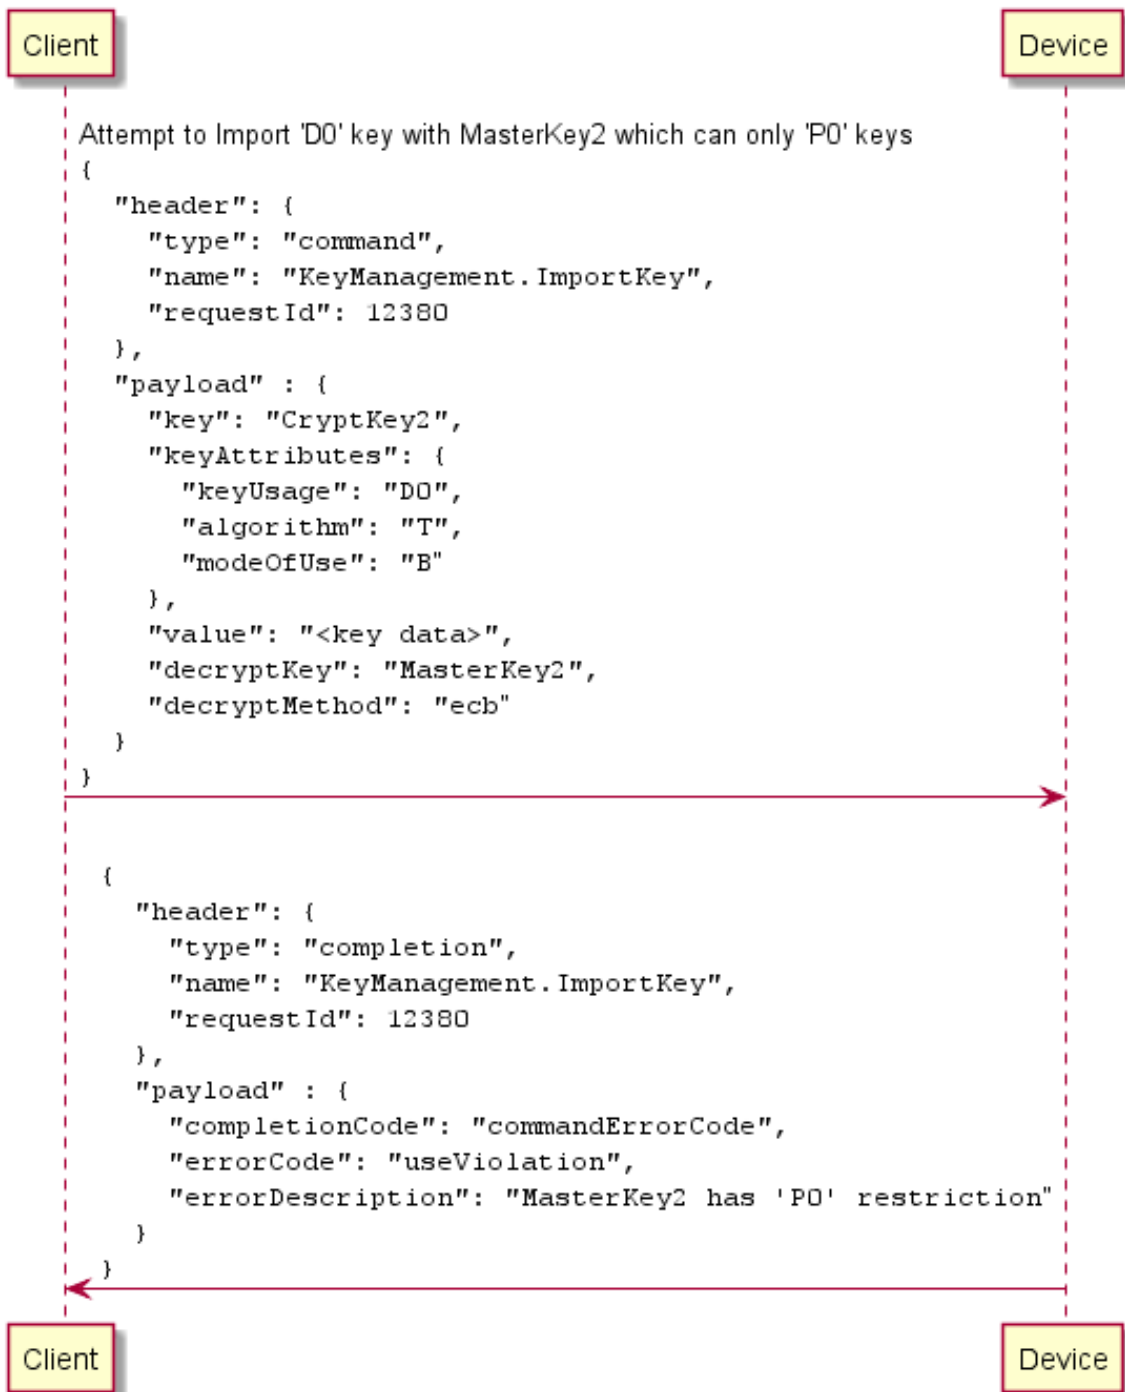 Client Device
Attempt to Import 'D0' key with MasterKey2 which can only 'P0' keys
{
  "header": {
    "type": "command",
    "name": "KeyManagement.ImportKey",
    "requestId": 12380
  },
  "payload" : {
    "key": "CryptKey2",
    "keyAttributes": {
      "keyUsage": "D0",
      "algorithm": "T",
      "modeOfUse": "B"
    },
    "value": "<key data>",
    "decryptKey": "MasterKey2",
    "decryptMethod": "ecb"
  }
}
{
  "header": {
    "type": "completion",
    "name": "KeyManagement.ImportKey",
    "requestId": 12380
  },
  "payload" : {
    "completionCode": "commandErrorCode",
    "errorCode": "useViolation",
    "errorDescription": "MasterKey2 has 'P0' restriction"
  }
}
Client Device